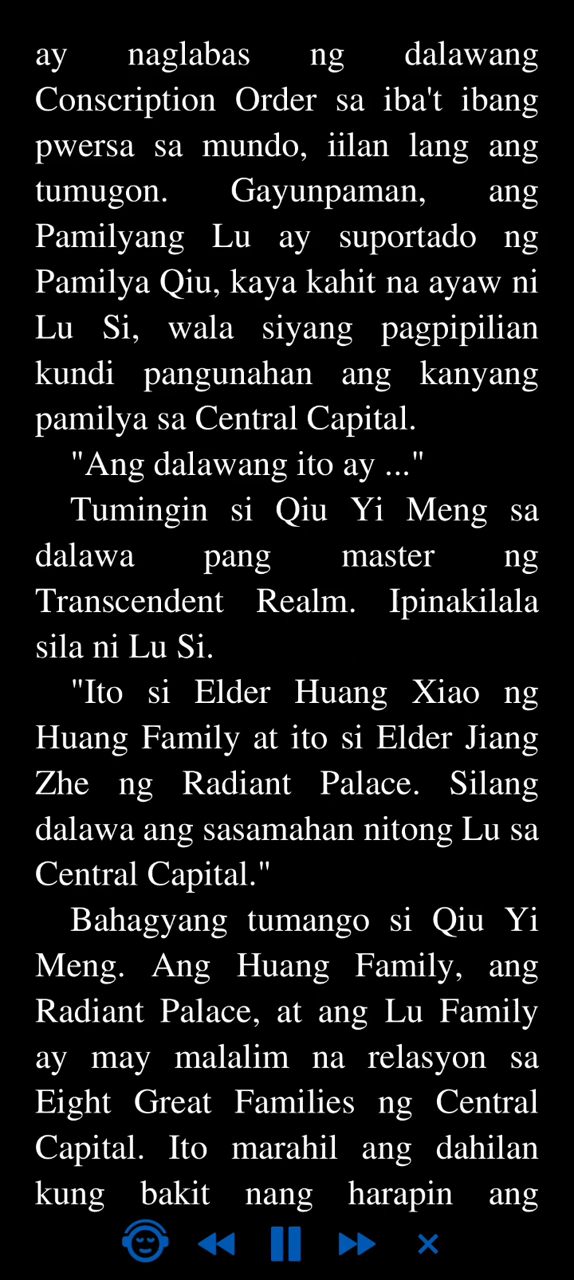 ay naglabas ng dalawang
Conscription Order sa iba't ibang
pwersa sa mundo, iilan lang ang
tumugon. Gayunpaman, ang
Pamilyang Lu ay suportado ng
Pamilya Qiu, kaya kahit na ayaw ni
Lu Si, wala siyang pagpipilian
kundi pangunahan ang kanyang
pamilya sa Central Capital.
"Ang dalawang ito ay ..."
Tumingin si Qiu Yi Meng sa
dalawa pang master ng
Transcendent Realm. Ipinakilala
sila ni Lu Si.
"Ito si Elder Huang Xiao ng
Huang Family at ito si Elder Jiang
Zhe ng Radiant Palace. Silang
dalawa ang sasamahan nitong Lu sa
Central Capital."
Bahagyang tumango si Qiu Yi
Meng. Ang Huang Family, ang
Radiant Palace, at ang Lu Family
ay may malalim na relasyon sa
Eight Great Families ng Central
Capital. Ito marahil ang dahilan
kung bakit nang harapin ang